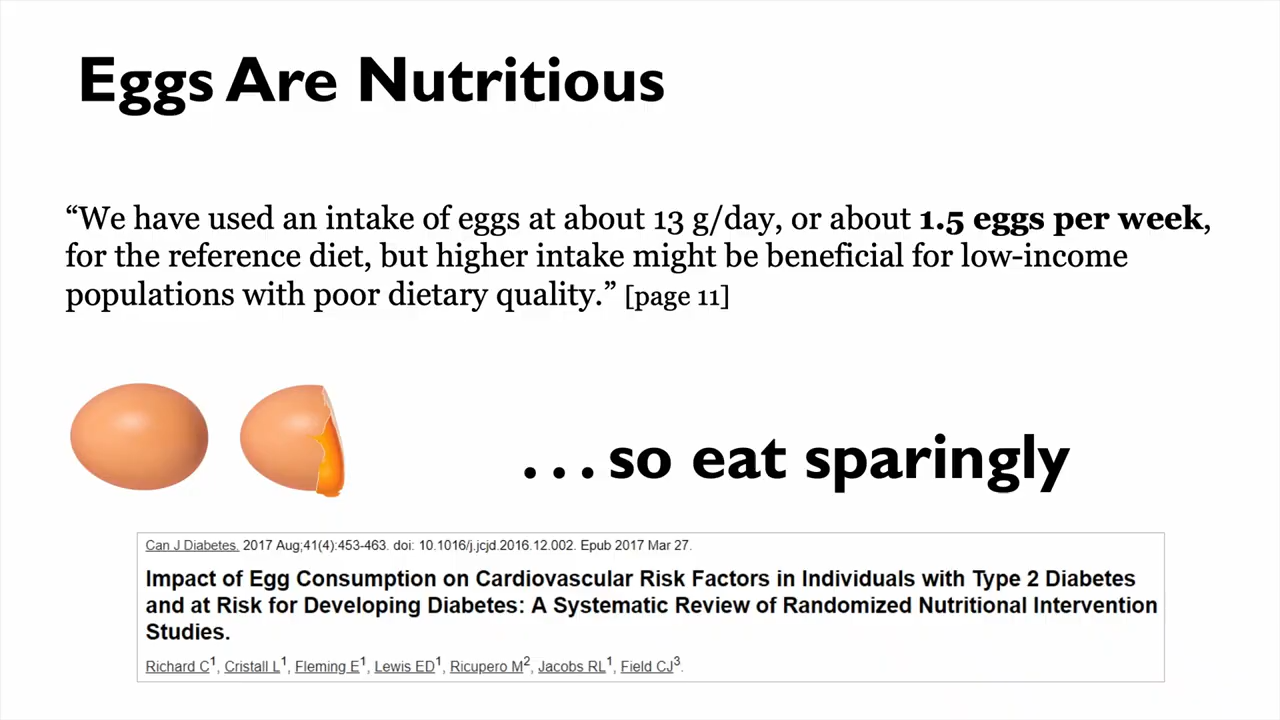 Eggs Are Nutritious
“We have used an intake of eggs at about 13 g/day, or about 1.5 eggs per week,
for the reference diet, but higher intake might be beneficial for low-income
populations with poor dietary quality.” [page 11]
. . . so eat sparingly
Can J Diabetes. 2017 Aug;41(4):453-463. doi: 10.1016/j.jcjd.2016.12.002. Epub 2017 Mar 27.
Impact of Egg Consumption on Cardiovascular Risk Factors in Individuals with Type 2 Diabetes
and at Risk for Developing Diabetes: A Systematic Review of Randomized Nutritional Intervention
Studies.
Richard C1, Cristall L1, Fleming E1, Lewis ED1, Ricupero M2, Jacobs RL1, Field CJ3.